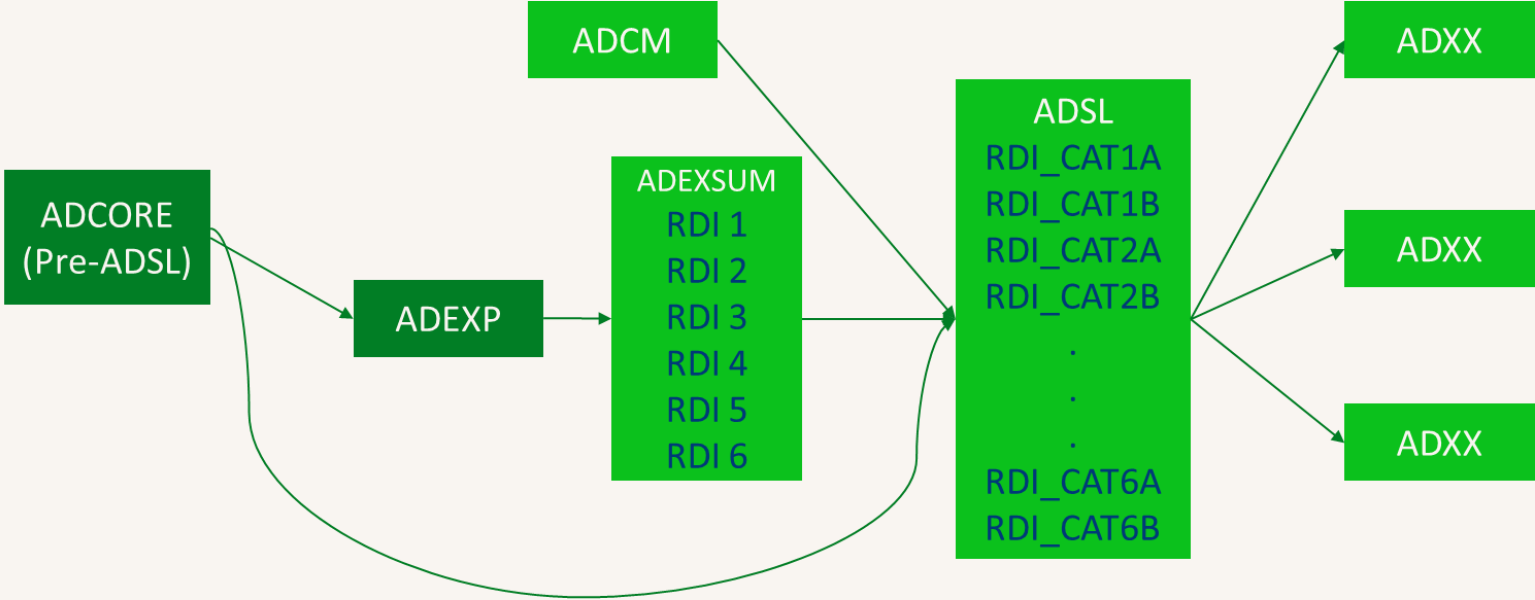 ADCORE
(Pre-ADSL)
ADEXP
ADCM
ADEXSUM
RDI 1
RDI 2
RDI 3
RDI 4
RDI 5
RDI 6
ADSL
RDI_CAT1A
RDI_CAT1B
RDI_CAT2A
RDI_CAT2B
.
.
.
RDI_CAT6A
RDI_CAT6B
ADXX
ADXX
ADXX